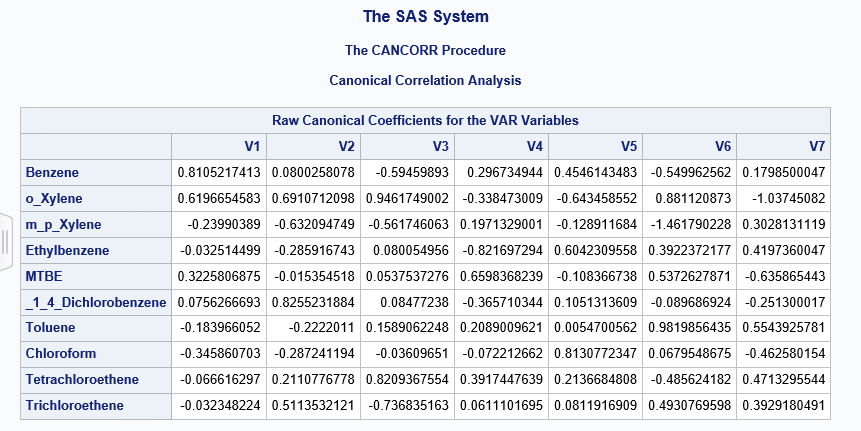 The SAS System
The CANCORR Procedure
Canonical Correlation Analysis
Raw Canonical Coefficients for the VAR Variables
V1 V2 V3 V4 V5 V6 V7
Benzene 0.8105217413 0.0800258078 -0.59459893 0.296734944 0.4546143483 -0.549962562 0.1798500047
o_Xylene 0.6196654583 0.6910712098 0.9461749002 -0.338473009 -0.643458552 0.881120773 -1.03745082
m_p_Xylene -0.23990389 -0.632094749 -0.561746063 0.1971329001 -0.128911684 -1.461790228 0.3028131119
Ethylbenzene -0.032514499 -0.285916743 0.080054956 -0.821697294 0.6042309558 0.3922372177 0.4197360047
MTBE 0.3225806875 -0.015354518 0.0537537276 0.6598368239 -0.108366738 0.5372627871 -0.635865443
_1_4_Dichlorobenzene 0.0756266693 0.8255231884 0.08477238 -0.365710344 0.1051313609 -0.089686924 -0.251300017
Toluene -0.183966052 -0.2222011 0.1589062248 0.2089009621 0.0054700562 0.9819856435 0.5543925781
Chloroform -0.345860703 -0.287241194 -0.03609651 -0.072212662 0.8130772347 0.0679548675 -0.462580154
Tetrachloroethene -0.066616297 0.2110776778 0.8209367554 0.3917447639 0.2136684808 -0.485624182 0.4713295544
Trichloroethene -0.032348224 0.5113532121 -0.736835163 0.0611101695 0.0811916909 0.4930769598 0.3929180491